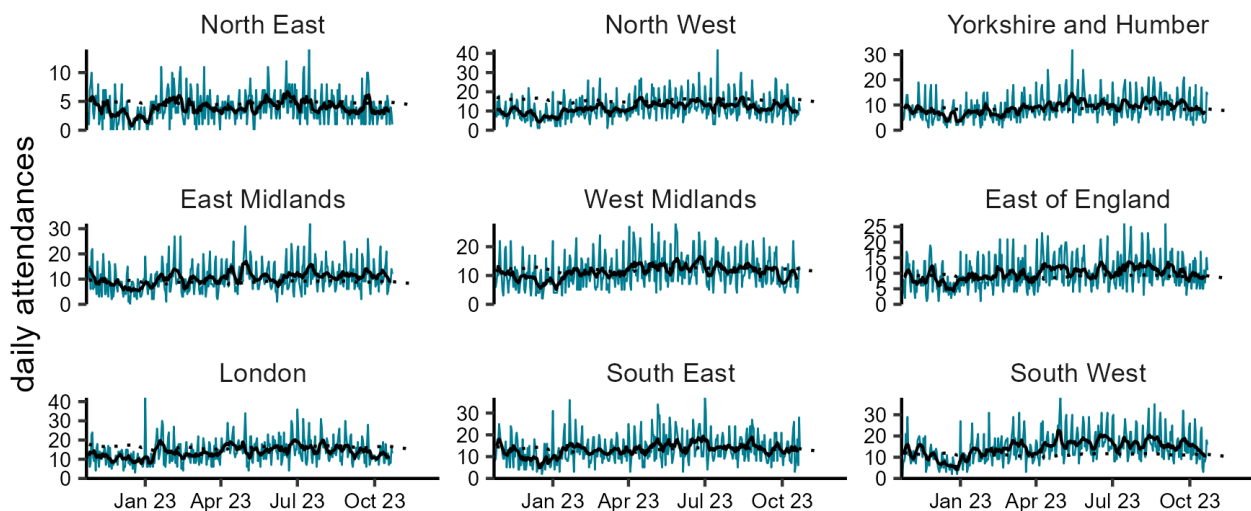 North East
North West
Yorkshire and Humber
10
5
0
40
30
20
10
0
30
20
10
0
daily attendances
East Midlands
West Midlands
East of England
30
20
10
0
20
10
0
25
20
15
10
5
0
London
South East
South West
40
30
20
10
0
30
20
10
0
30
20
10
0
Jan 23 Apr 23 Jul 23 Oct 23
Jan 23 Apr 23 Jul 23 Oct 23
Jan 23 Apr 23 Jul 23 Oct 23